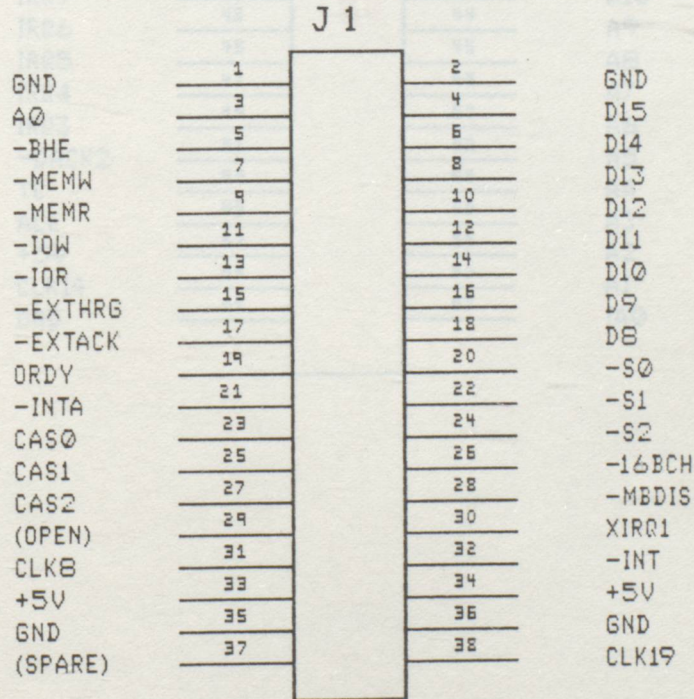 J1
GND 1 2 GND
A0 3 4 D15
-BHE 5 6 D14
-MEMW 7 8 D13
-MEMR 9 10 D12
-IOW 11 12 D11
-IOR 13 14 D10
-EXTHRG 15 16 D9
-EXTACK 17 18 D8
ORDY 19 20 -S0
-INTA 21 22 -S1
CAS0 23 24 -S2
CAS1 25 26 -16BCH
CAS2 27 28 -MBDIS
(OPEN) 29 30 XIRQ1
CLK8 31 32 -INT
+5V 33 34 +5V
GND 35 36 GND
(SPARE) 37 38 CLK19